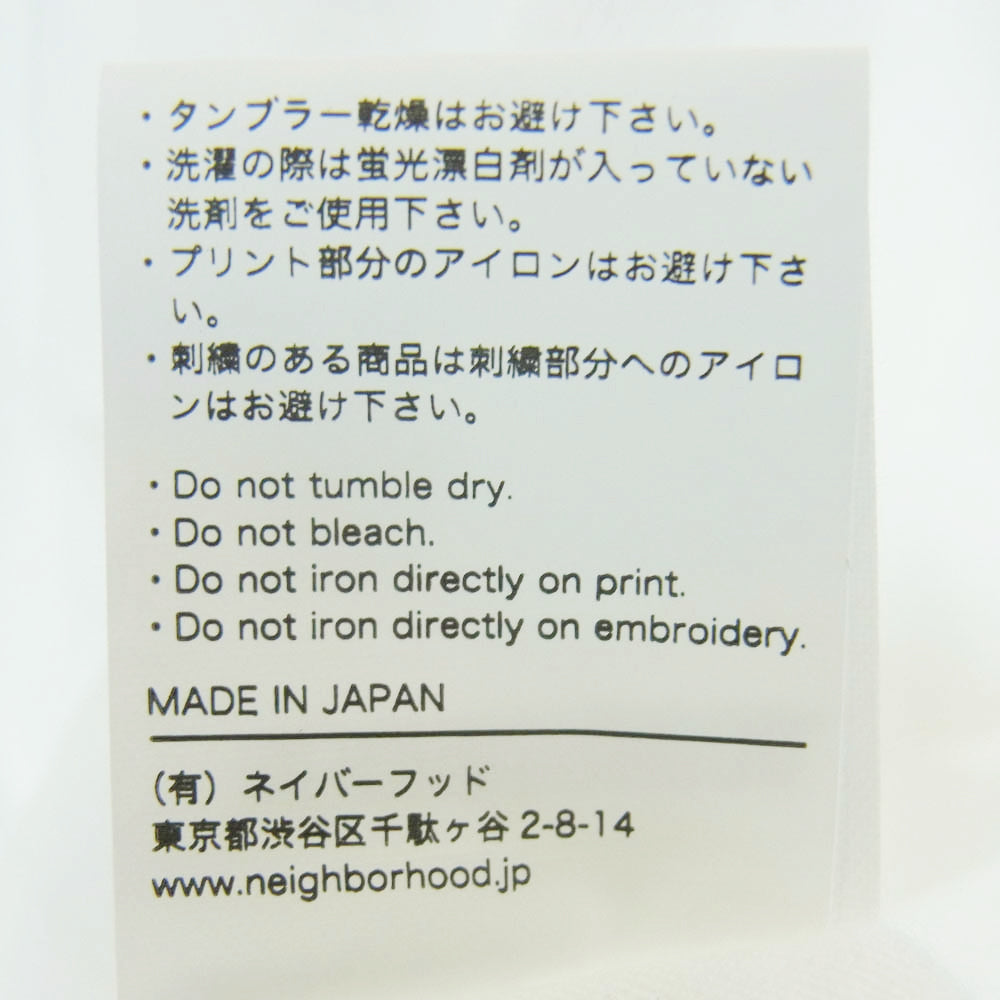 ・タンブラー乾燥はお避け下さい。
・洗濯の際は蛍光漂白剤が入っていない
洗剤をご使用下さい。
・プリント部分のアイロンはお避け下さ
い。
・刺繍のある商品は刺繍部分へのアイロ
ンはお避け下さい。
・Do not tumble dry.
・Do not bleach.
・Do not iron directly on print.
・Do not iron directly on embroidery.
MADE IN JAPAN
（有）ネイバーフッド
東京都渋谷区千駄ヶ谷 2-8-14
www.neighborhood.jp